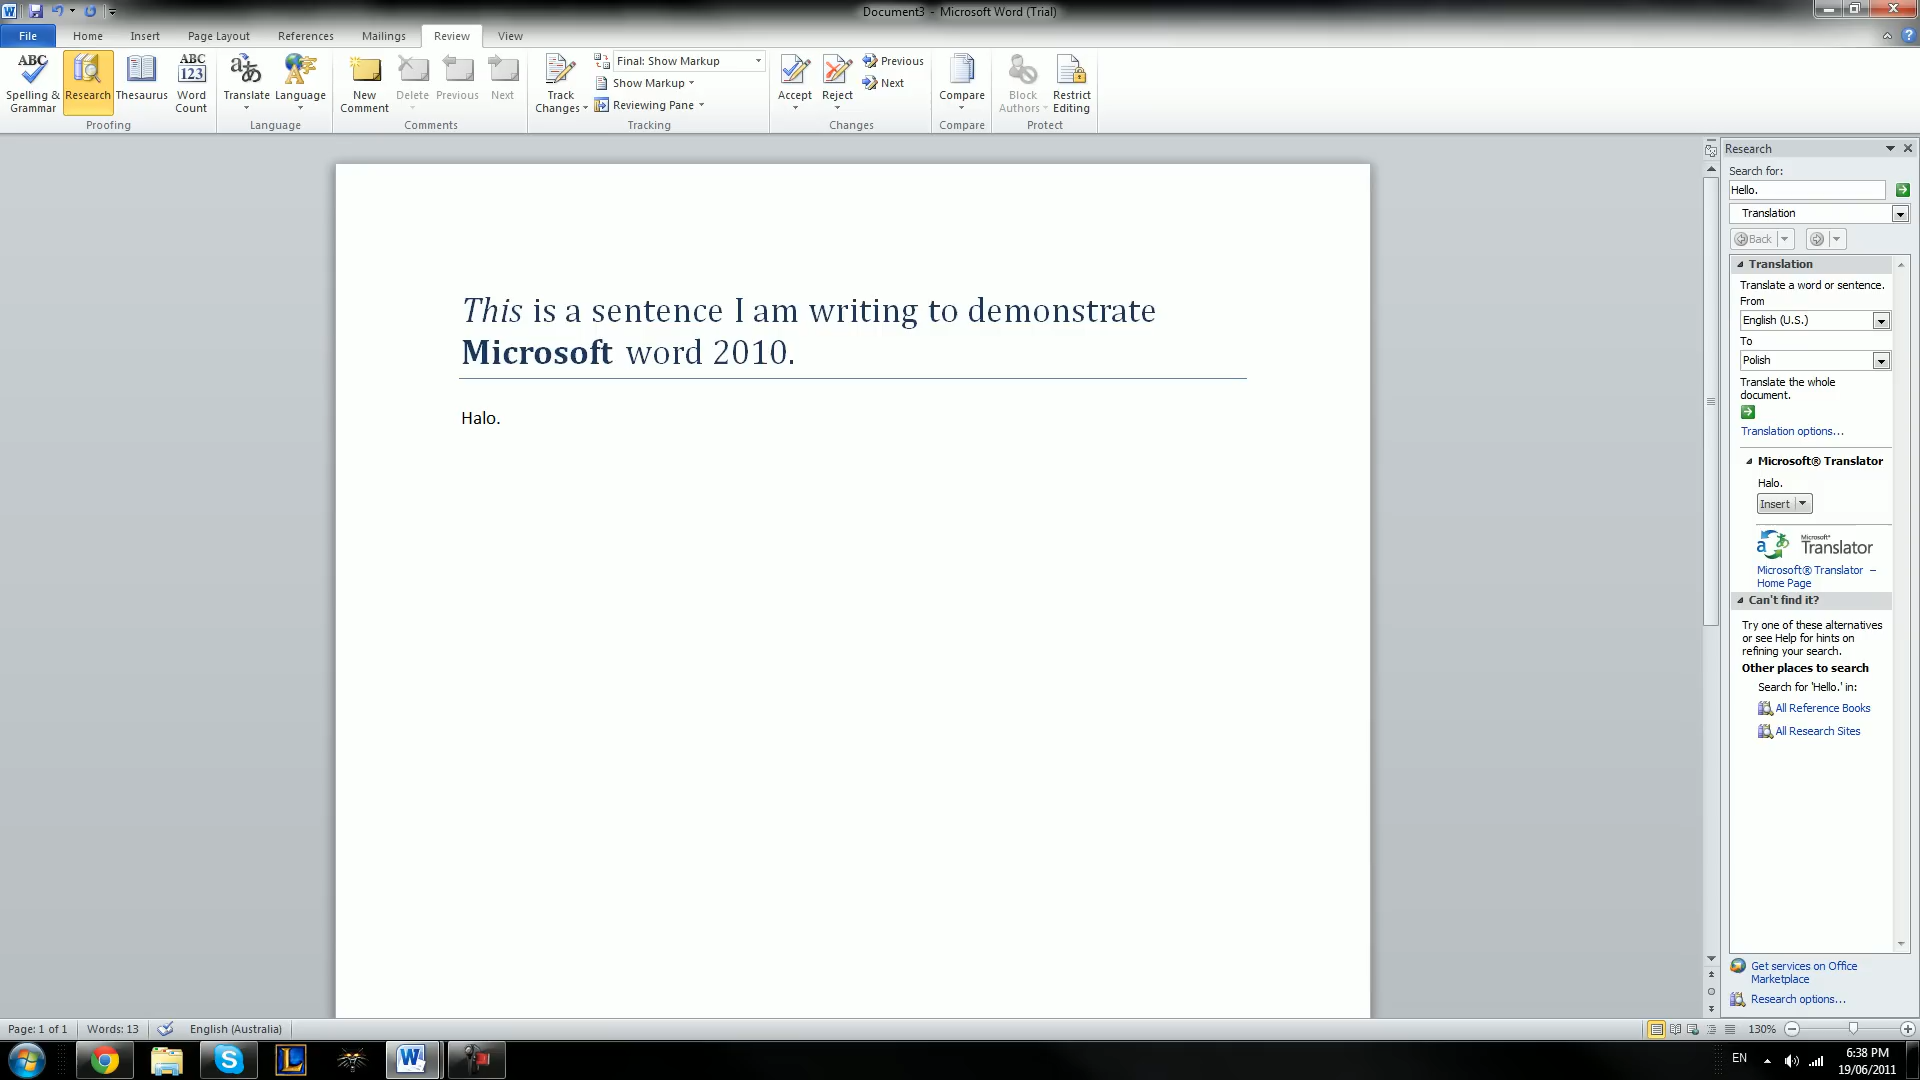 Document3 - Microsoft Word (Trial)
File Home Insert Page Layout References Mailings Review View
ABC
Spelling & Grammar
Research
Thesaurus
ABC 123
Word Count
Proofing
Translate
Language
Language
New Comment
Delete
Previous
Next
Comments
Track Changes
Final: Show Markup
Show Markup
Reviewing Pane
Tracking
Accept
Reject
Previous
Next
Changes
Compare
Compare
Block Authors
Restrict Editing
Protect
This is a sentence I am writing to demonstrate
Microsoft word 2010.
Halo.
Research
Search for:
Hello.
Translation
Back
Translation
Translate a word or sentence.
From
English (U.S.)
To
Polish
Translate the whole
document.
Translation options...
Microsoft® Translator
Halo.
Insert
Microsoft®
Translator
Microsoft® Translator –
Home Page
Can't find it?
Try one of these alternatives
or see Help for hints on
refining your search.
Other places to search
Search for 'Hello.' in:
All Reference Books
All Research Sites
Get services on Office
Marketplace
Research options...
Page: 1 of 1 Words: 13 English (Australia) 130%
EN
6:38 PM
19/06/2011